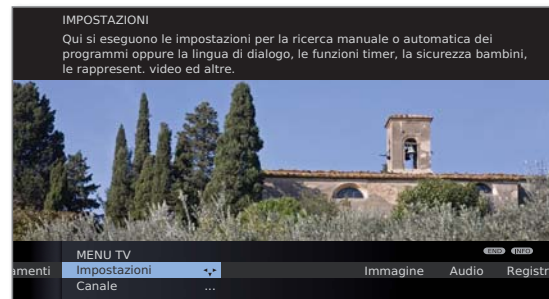 IMPOSTAZIONI
Qui si eseguono le impostazioni per la ricerca manuale o automatica dei
programmi oppure la lingua di dialogo, le funzioni timer, la sicurezza bambini,
le rappresent. video ed altre.
END INFO
MENU TV
amenti Impostazioni Immagine Audio Registr
Canale ...